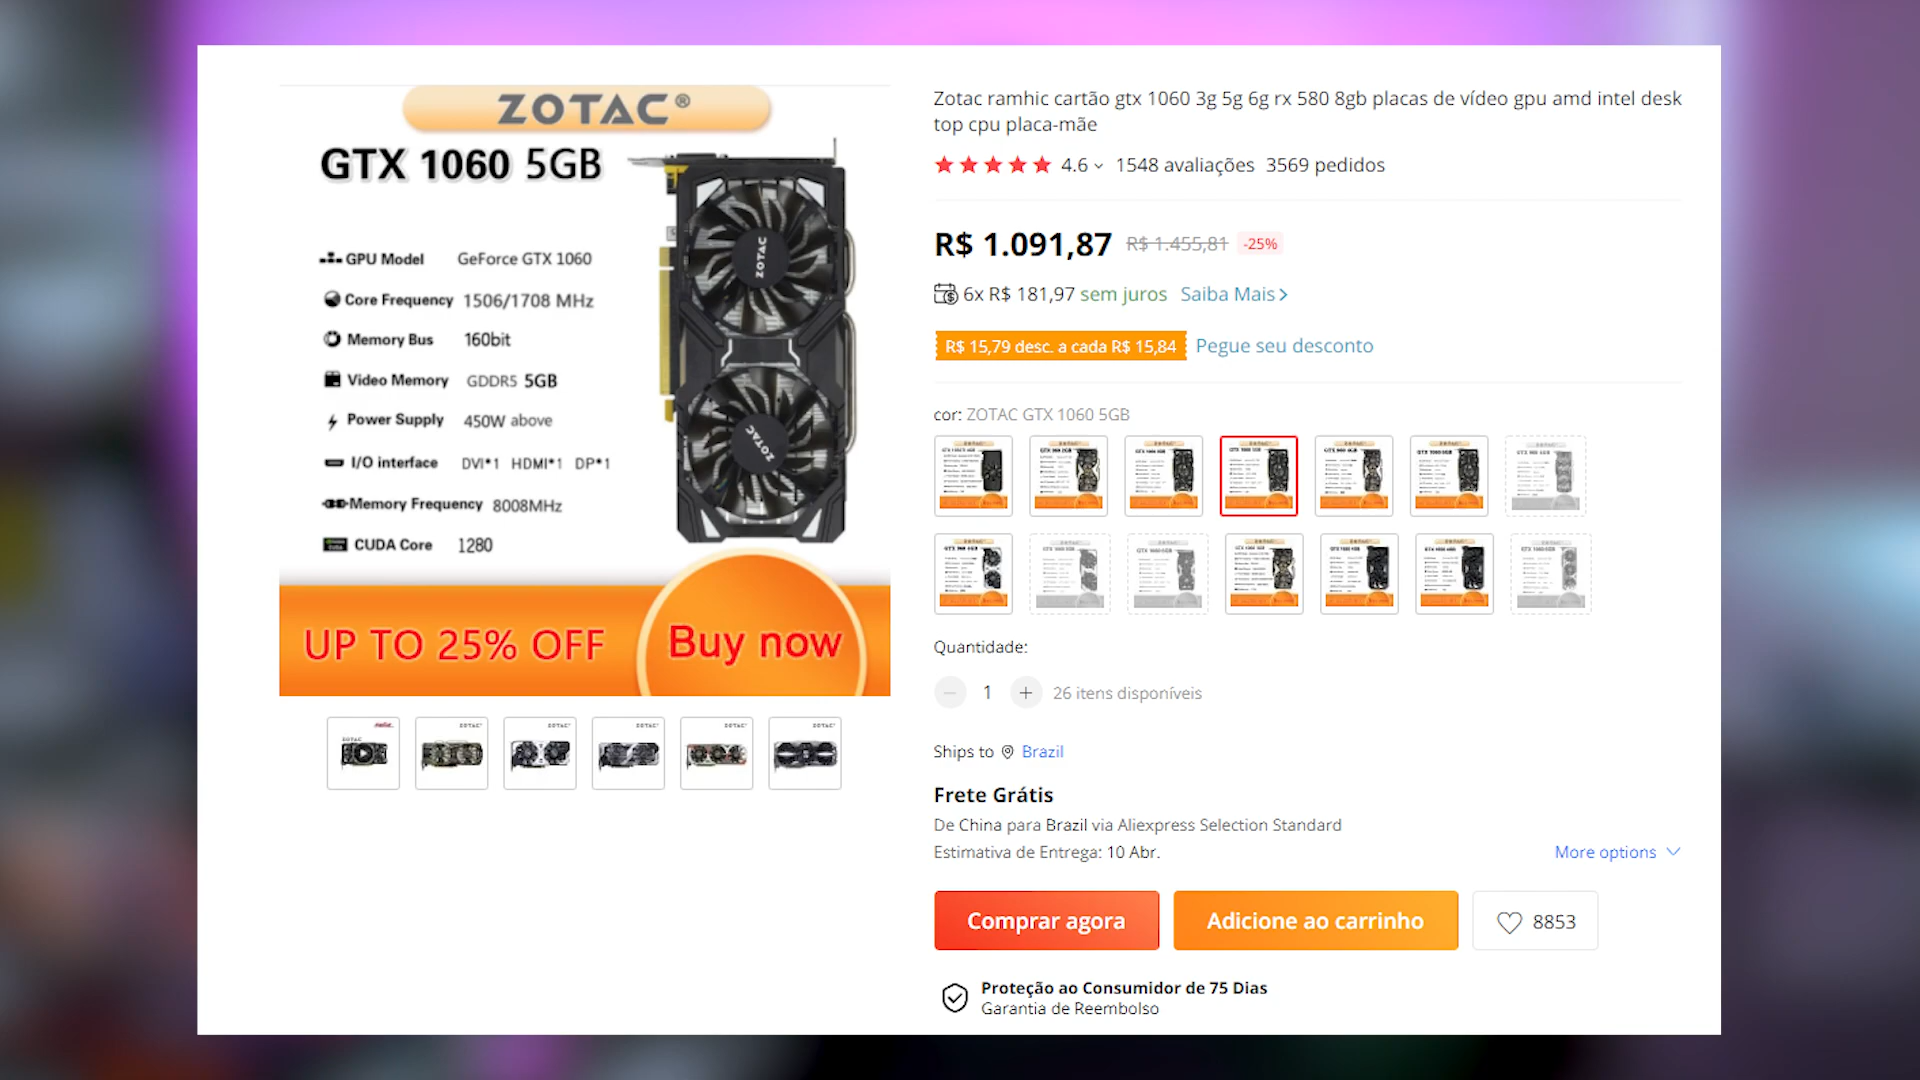 ZOTAC®
GTX 1060 5GB
GPU Model GeForce GTX 1060
Core Frequency 1506/1708 MHz
Memory Bus 160bit
Video Memory GDDR5 5GB
Power Supply 450W above
I/O interface DVI*1 HDMI*1 DP*1
Memory Frequency 8008MHz
CUDA Core 1280
ZOTAC
ZOTAC
UP TO 25% OFF
Buy now
Zotac ramhic cartão gtx 1060 3g 5g 6g rx 580 8gb placas de vídeo gpu amd intel desk
top cpu placa-mãe
4.6 1548 avaliações 3569 pedidos
R$ 1.091,87 R$ 1.455,81 -25%
6x R$ 181,97 sem juros Saiba Mais
R$ 15,79 desc. a cada R$ 15,84 Pegue seu desconto
cor: ZOTAC GTX 1060 5GB
Quantidade:
1 + 26 itens disponíveis
Ships to Brazil
Frete Grátis
De China para Brazil via Aliexpress Selection Standard
Estimativa de Entrega: 10 Abr.
More options
Comprar agora
Adicione ao carrinho
8853
Proteção ao Consumidor de 75 Dias
Garantia de Reembolso